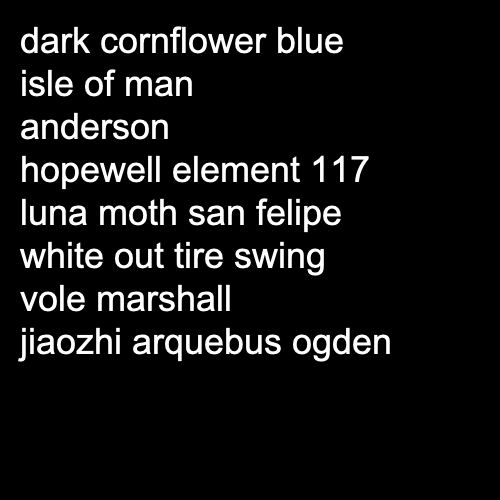 dark cornflower blue
isle of man
anderson
hopewell element 117
luna moth san felipe
white out tire swing
vole marshall
jiaozhi arquebus ogden